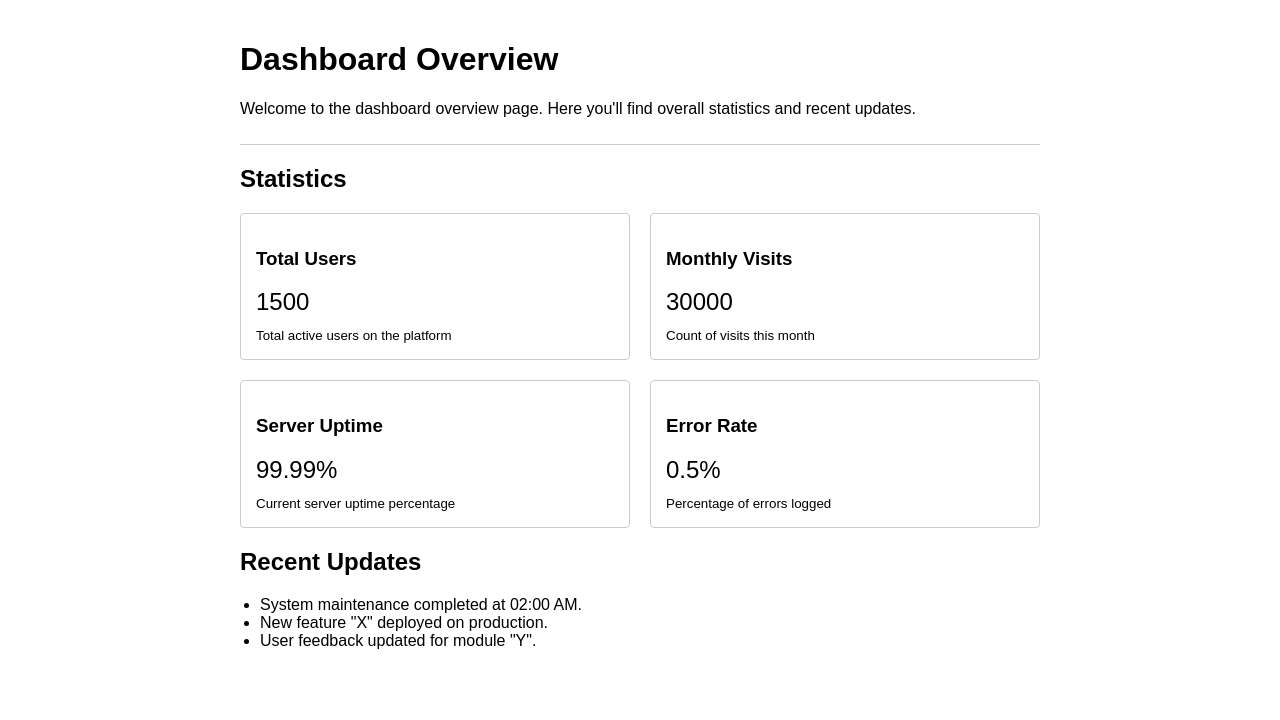 Dashboard Overview
Welcome to the dashboard overview page. Here you'll find overall statistics and recent updates.
Statistics
Total Users
1500
Total active users on the platform
Monthly Visits
30000
Count of visits this month
Server Uptime
99.99%
Current server uptime percentage
Error Rate
0.5%
Percentage of errors logged
Recent Updates
• System maintenance completed at 02:00 AM.
• New feature "X" deployed on production.
• User feedback updated for module "Y".